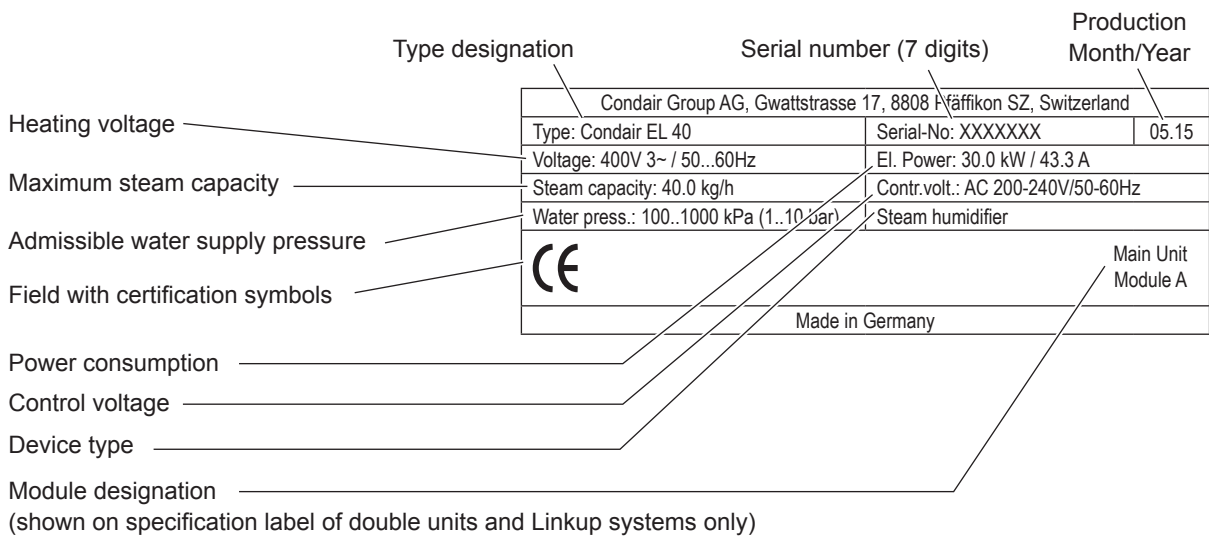 Production
Month/Year
Type designation
Serial number (7 digits)
Heating voltage
Maximum steam capacity
Admissible water supply pressure
Field with certification symbols
Power consumption
Control voltage
Device type
Module designation
(shown on specification label of double units and Linkup systems only)
Condair Group AG, Gwattstrasse 17, 8808 Pfäffikon SZ, Switzerland
Type: Condair EL 40
Serial-No: XXXXXXX
05.15
Voltage: 400V 3~ / 50...60Hz
El. Power: 30.0 kW / 43.3 A
Steam capacity: 40.0 kg/h
Contr.volt.: AC 200-240V/50-60Hz
Water press.: 100..1000 kPa (1..10 bar)
Steam humidifier
CE
Main Unit
Module A
Made in Germany